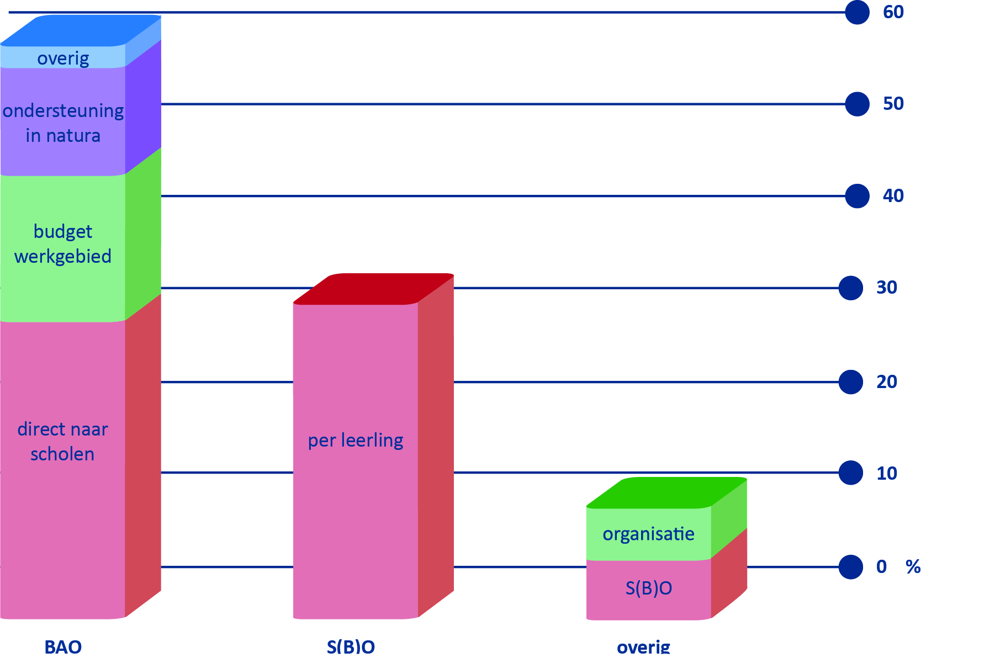 60
overig
50
ondersteuning
in natura
40
budget
werkgebied
30
20
direct naar
scholen
per leerling
10
organisatie
0 %
S(B)O
BAO
S(B)O
overig